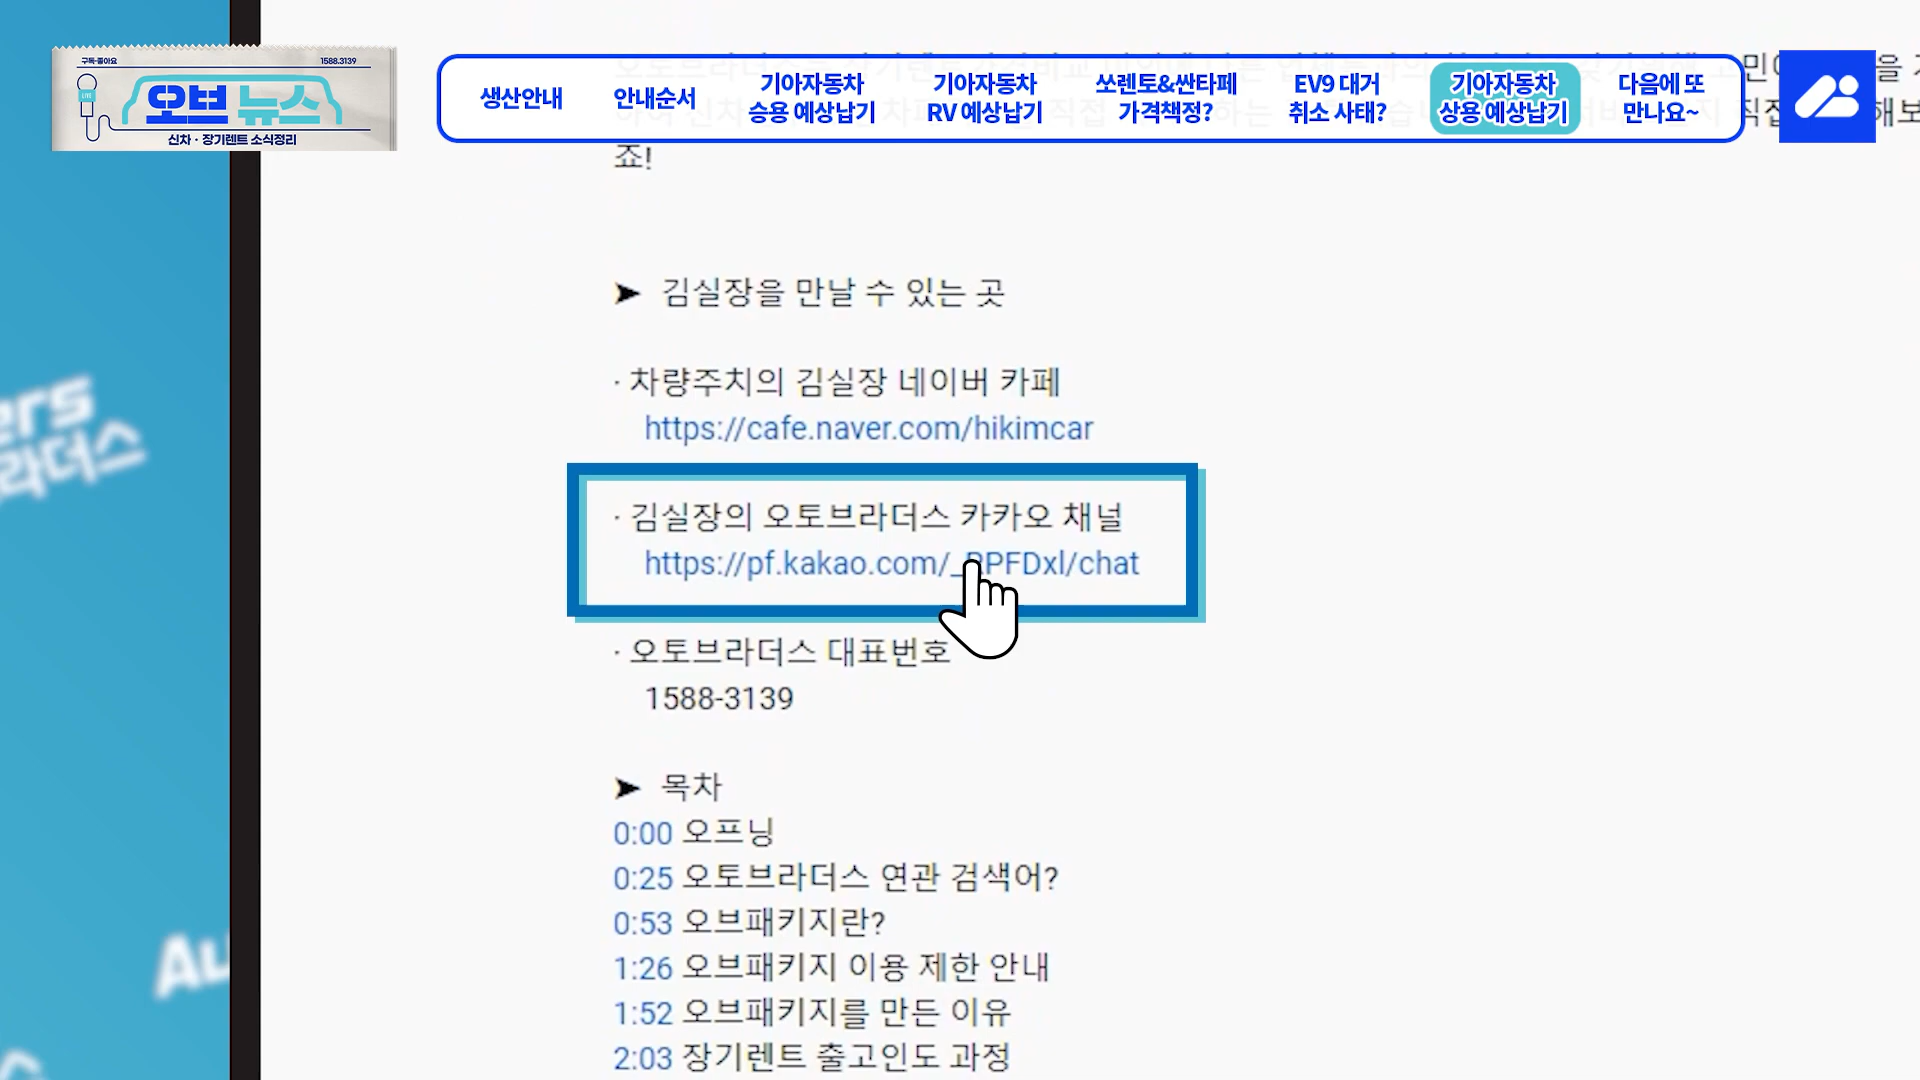 구독·좋아요
1588.3139
오브 뉴스
신차 · 장기렌트 소식정리
생산안내
안내순서
기아자동차
승용 예상납기
기아자동차
RV 예상납기
쏘렌토&싼타페
가격책정?
EV9 대거
취소 사태?
기아자동차
상용 예상납기
다음에 또
만나요~
죠!
➤ 김실장을 만날 수 있는 곳
· 차량주치의 김실장 네이버 카페
https://cafe.naver.com/hikimcar
· 김실장의 오토브라더스 카카오 채널
https://pf.kakao.com/_RPFDxl/chat
· 오토브라더스 대표번호
1588-3139
➤ 목차
0:00 오프닝
0:25 오토브라더스 연관 검색어?
0:53 오브패키지란?
1:26 오브패키지 이용 제한 안내
1:52 오브패키지를 만든 이유
2:03 장기렌트 출고인도 과정
ers
라더스